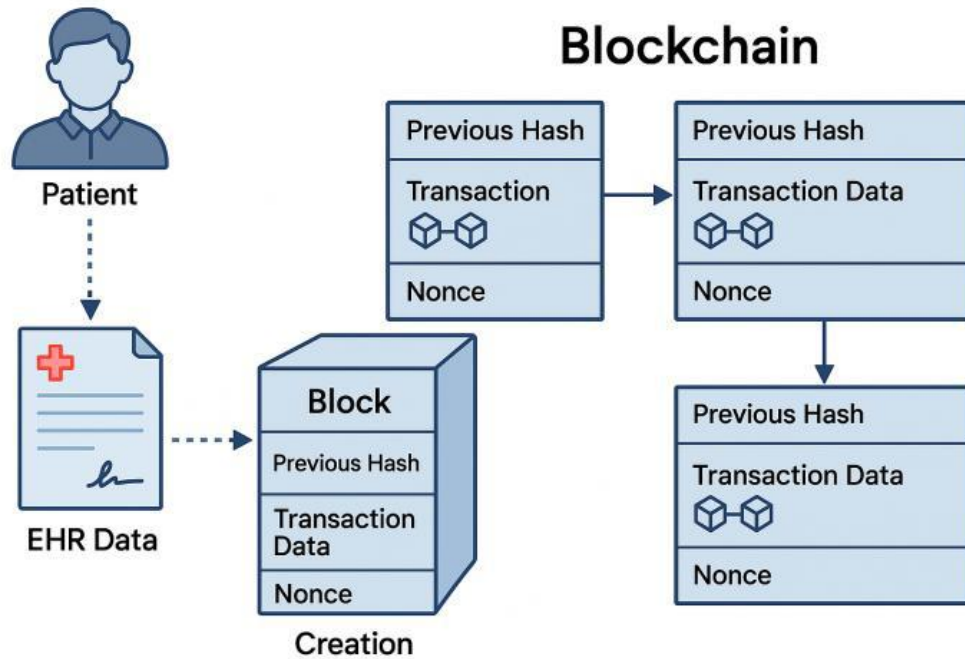 Blockchain
Patient
EHR Data
Block
Previous Hash
Transaction
Data
Nonce
Creation
Previous Hash
Transaction
Nonce
Previous Hash
Transaction Data
Nonce
Previous Hash
Transaction Data
Nonce